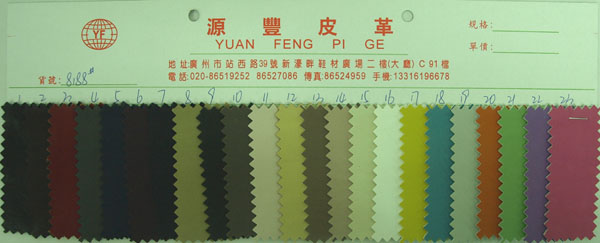 源豐皮革
規格:
YF
YUAN FENG PI GE
單價:
地址廣州市站西路39號新濠畔鞋材廣場二樓(大廳)C91檔
電話:020-86519252 86527086 傳真:86524959 手機:13316196678
貨號: 8188#
1 2 3 4 5 6 7 8 9 10 11 12 13 14 15 16 17 18 19 20 21 22 23